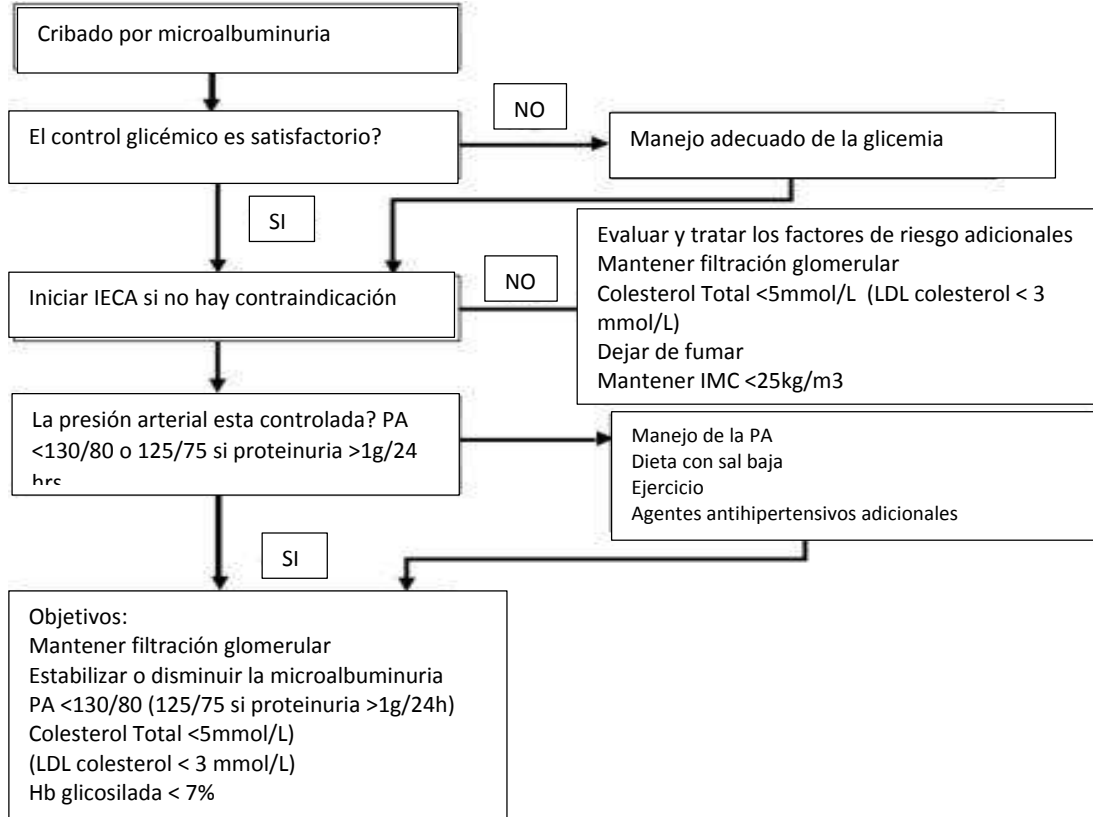 Cribado por microalbuminuria
NO
El control glicémico es satisfactorio?
Manejo adecuado de la glicemia
SI
Evaluar y tratar los factores de riesgo adicionales
Mantener filtración glomerular
Colesterol Total <5mmol/L  (LDL colesterol < 3
mmol/L)
Dejar de fumar
Mantener IMC <25kg/m3
NO
Iniciar IECA si no hay contraindicación
La presión arterial esta controlada? PA
<130/80 o 125/75 si proteinuria >1g/24
hrs
Manejo de la PA
Dieta con sal baja
Ejercicio
Agentes antihipertensivos adicionales
SI
Objetivos:
Mantener filtración glomerular
Estabilizar o disminuir la microalbuminuria
PA <130/80 (125/75 si proteinuria >1g/24h)
Colesterol Total <5mmol/L)
(LDL colesterol < 3 mmol/L)
Hb glicosilada < 7%